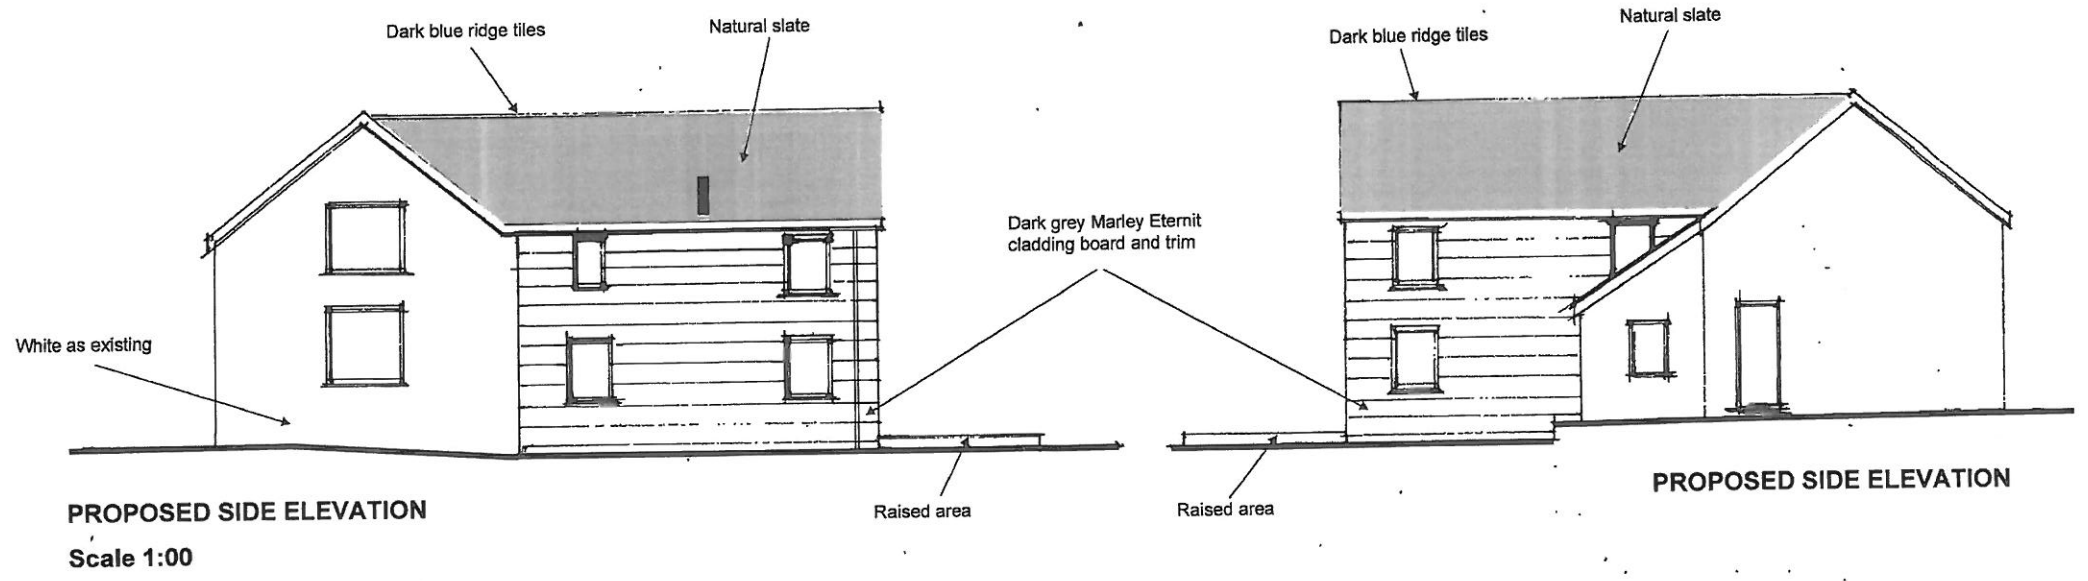 Dark blue ridge tiles
Natural slate
Dark blue ridge tiles
Natural slate
Dark grey Marley Eternit
cladding board and trim
White as existing
Raised area
Raised area
PROPOSED SIDE ELEVATION
Scale 1:00
PROPOSED SIDE ELEVATION